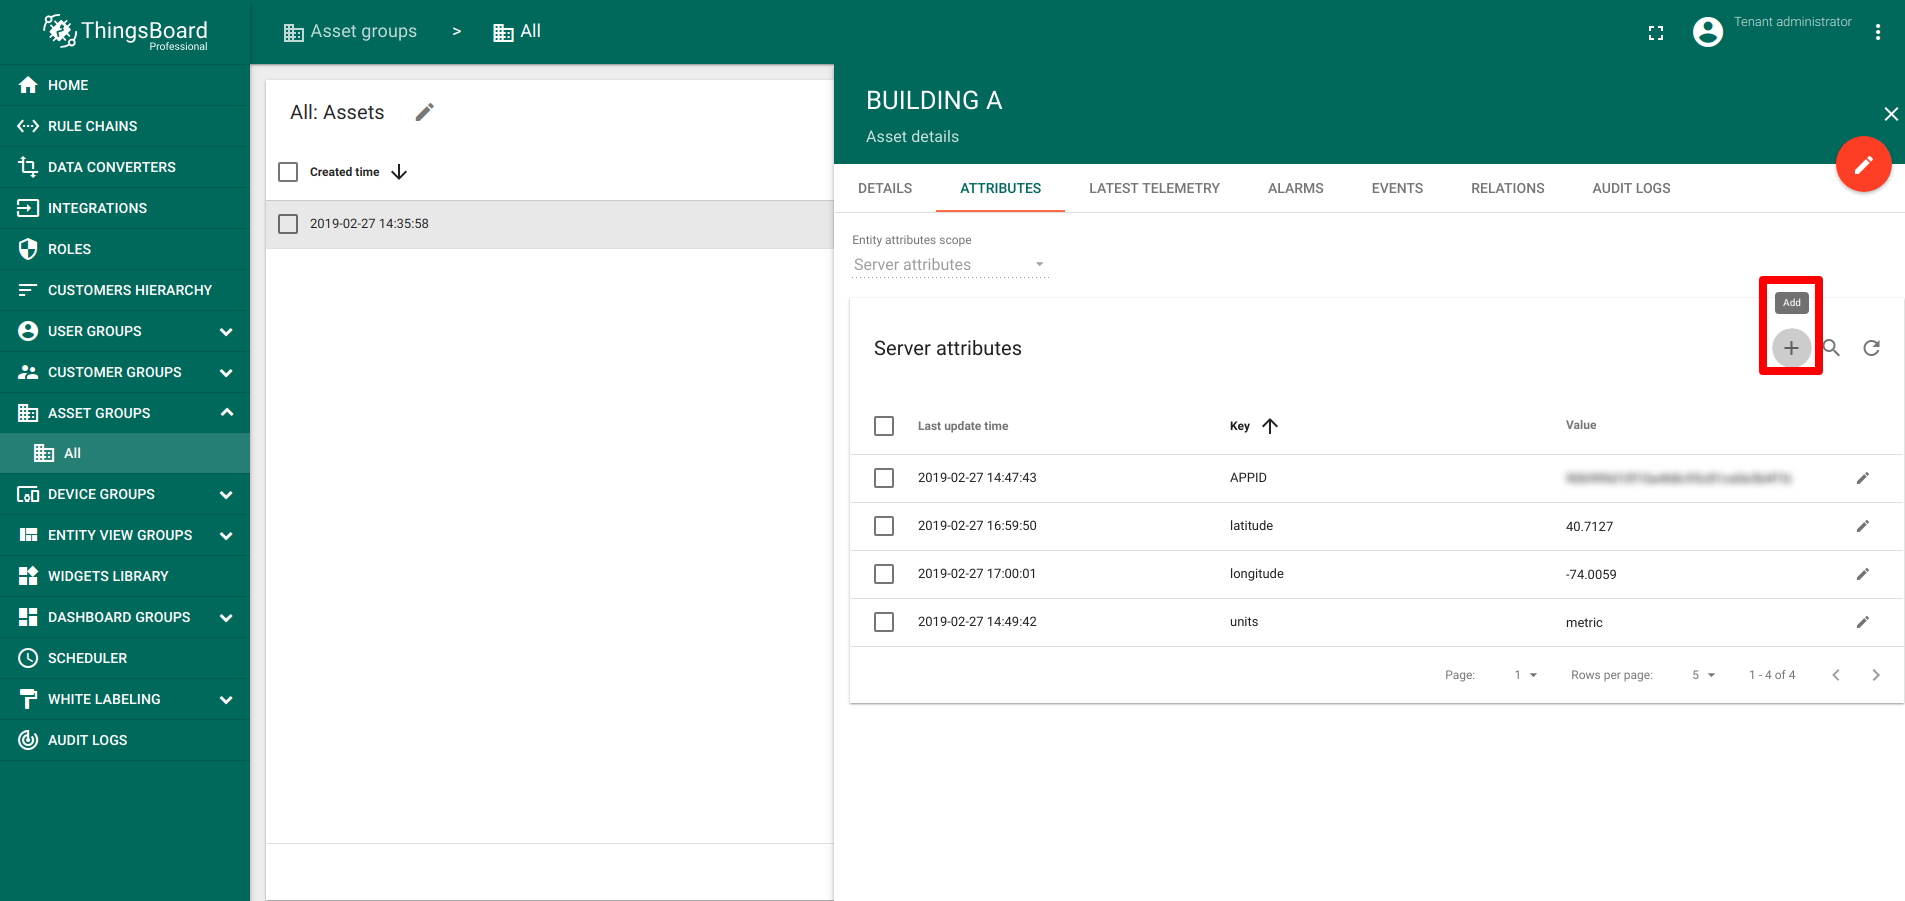 ThingsBoard
Professional
Asset groups > All
Tenant administrator
HOME
RULE CHAINS
DATA CONVERTERS
INTEGRATIONS
ROLES
CUSTOMERS HIERARCHY
USER GROUPS
CUSTOMER GROUPS
ASSET GROUPS
All
DEVICE GROUPS
ENTITY VIEW GROUPS
WIDGETS LIBRARY
DASHBOARD GROUPS
SCHEDULER
WHITE LABELING
AUDIT LOGS
All: Assets
Created time
2019-02-27 14:35:58
BUILDING A
Asset details
DETAILS ATTRIBUTES LATEST TELEMETRY ALARMS EVENTS RELATIONS AUDIT LOGS
Entity attributes scope
Server attributes
Add
Server attributes
Last update time Key Value
2019-02-27 14:47:43 APPID
2019-02-27 16:59:50 latitude 40.7127
2019-02-27 17:00:01 longitude -74.0059
2019-02-27 14:49:42 units metric
Page: 1 Rows per page: 5 1 - 4 of 4